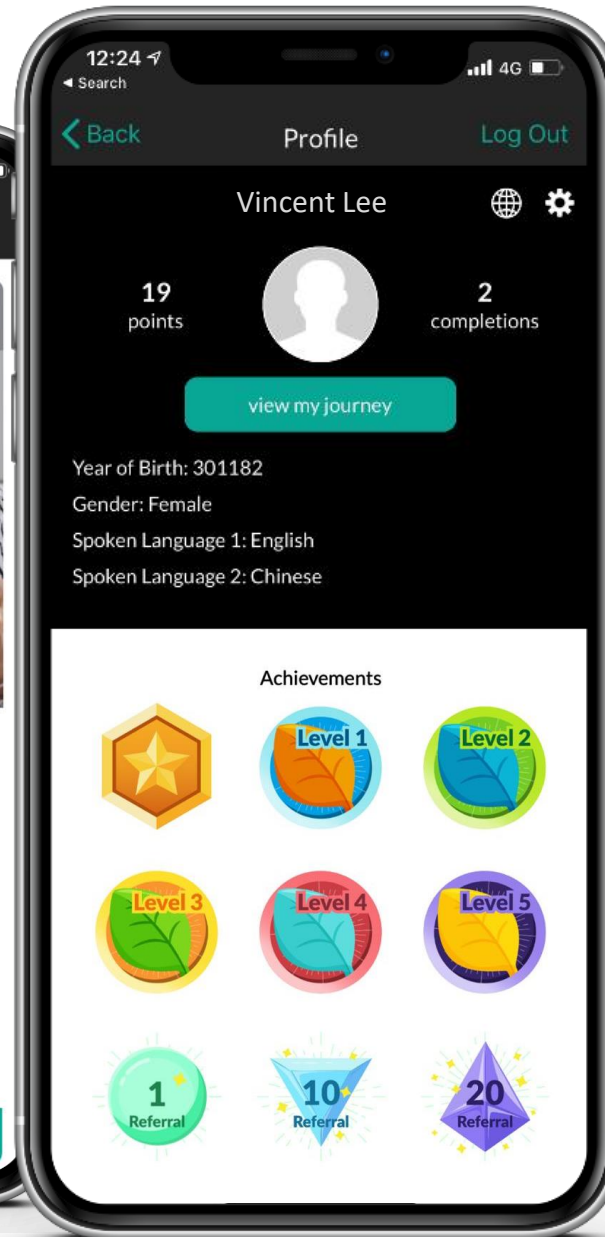 12:24
4G
◀ Search
Back
Profile
Log Out
Vincent Lee
19
points
2
completions
view my journey
Year of Birth: 301182
Gender: Female
Spoken Language 1: English
Spoken Language 2: Chinese
Achievements
Level 1
Level 2
Level 3
Level 4
Level 5
1
Referral
10
Referral
20
Referral